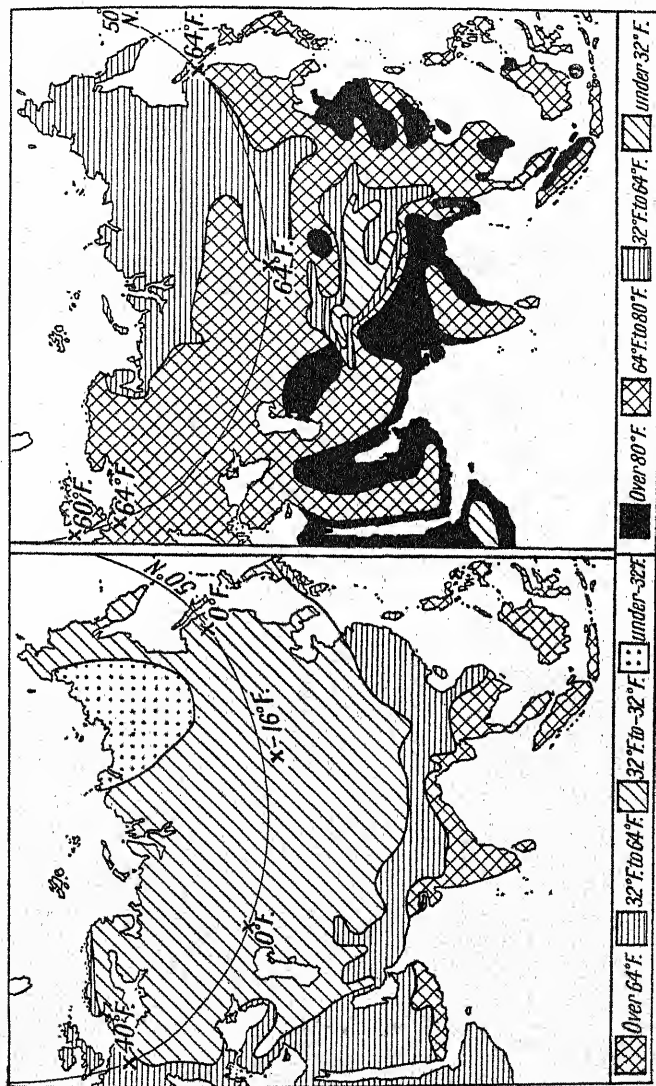 50°
N.
64°F.
64°F.
60°F.
64°F.
50°N
0°F.
-16°F.
0°F.
40°F.
Over 80°F.
64°F. to 80°F.
32°F. to 64°F.
under 32°F.
Over 64°F.
32°F. to 64°F.
32°F. to -32°F.
under -32°F.